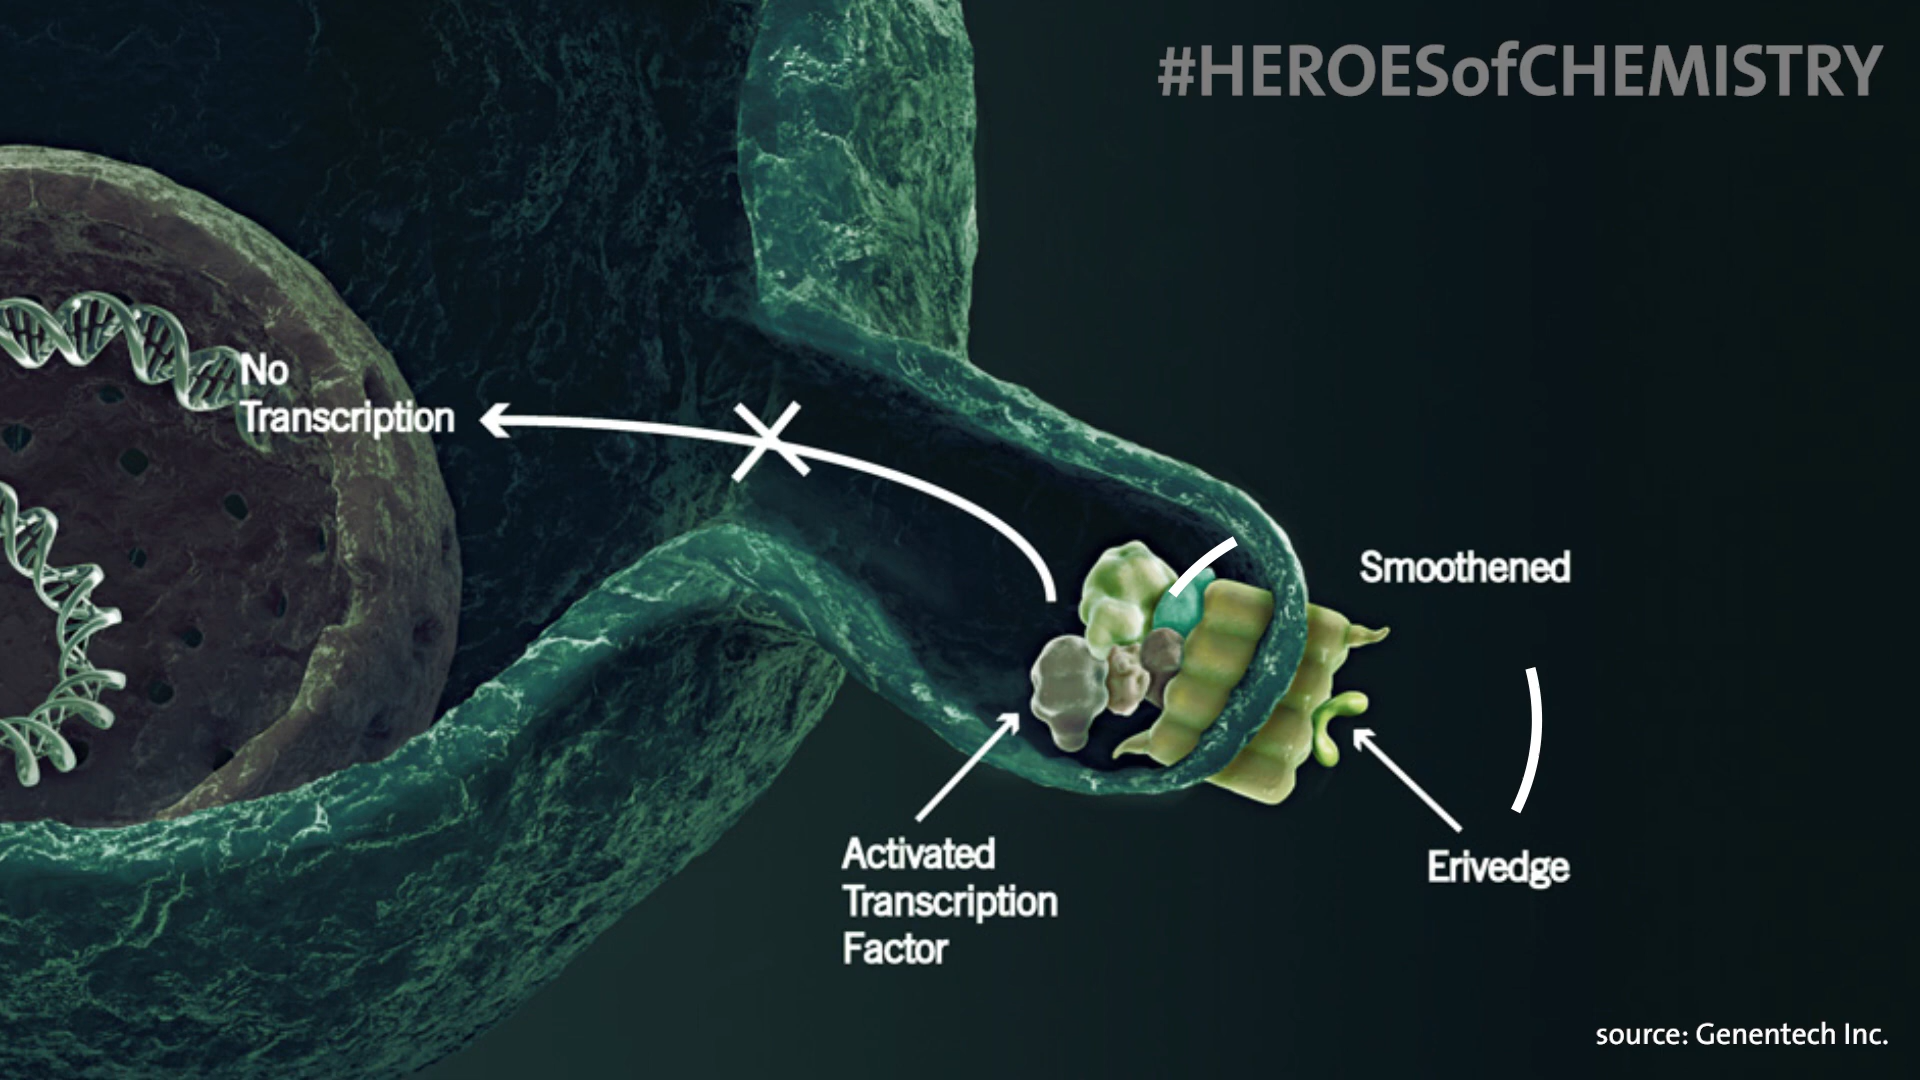 #HEROESofCHEMISTRY
No
Transcription
Smoothened
Activated
Transcription
Factor
Erivedge
source: Genentech Inc.